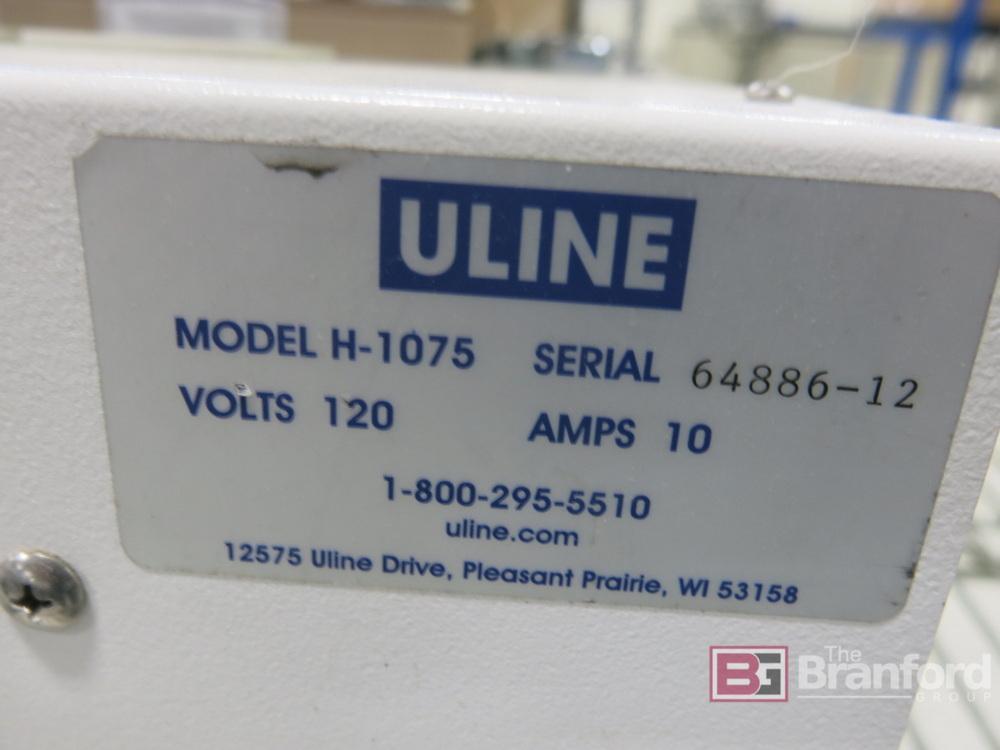 ULINE
MODEL H-1075 SERIAL 64886-12
VOLTS 120 AMPS 10
1-800-295-5510
uline.com
12575 Uline Drive, Pleasant Prairie, WI 53158
BG The Branford GROUP